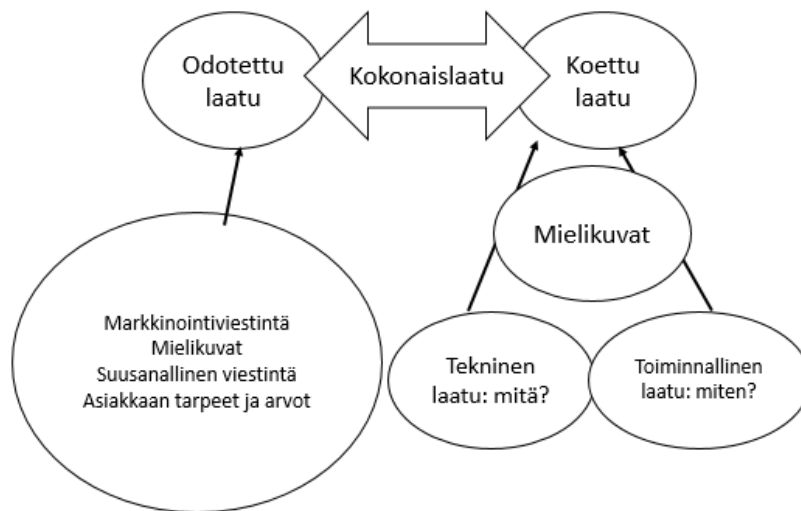 Odotettu
laatu
Kokonaislaatu
Koettu
laatu
Mielikuvat
Markkinointiviestintä
Mielikuvat
Suusanallinen viestintä
Asiakkaan tarpeet ja arvot
Tekninen
laatu: mitä?
Toiminnallinen
laatu: miten?